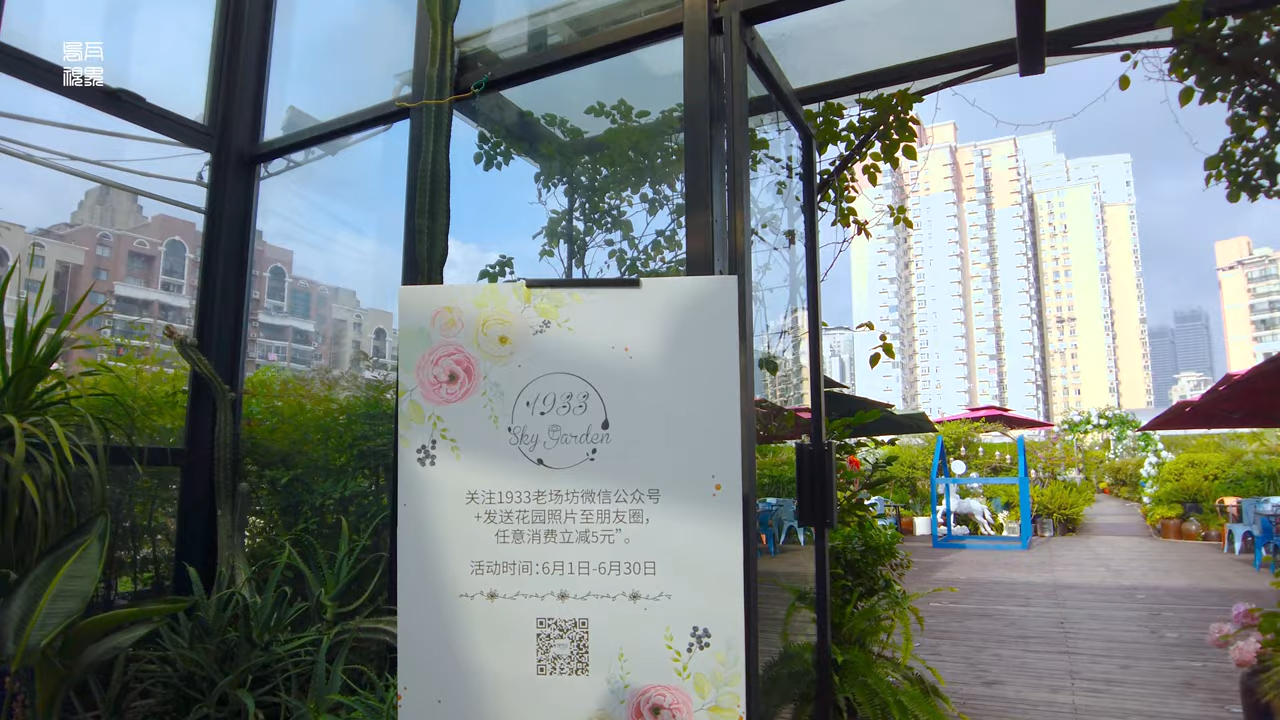 1933
Sky Garden
关注1933老场坊微信公众号
+发送花园照片至朋友圈，
任意消费立减5元”。
活动时间：6月1日-6月30日